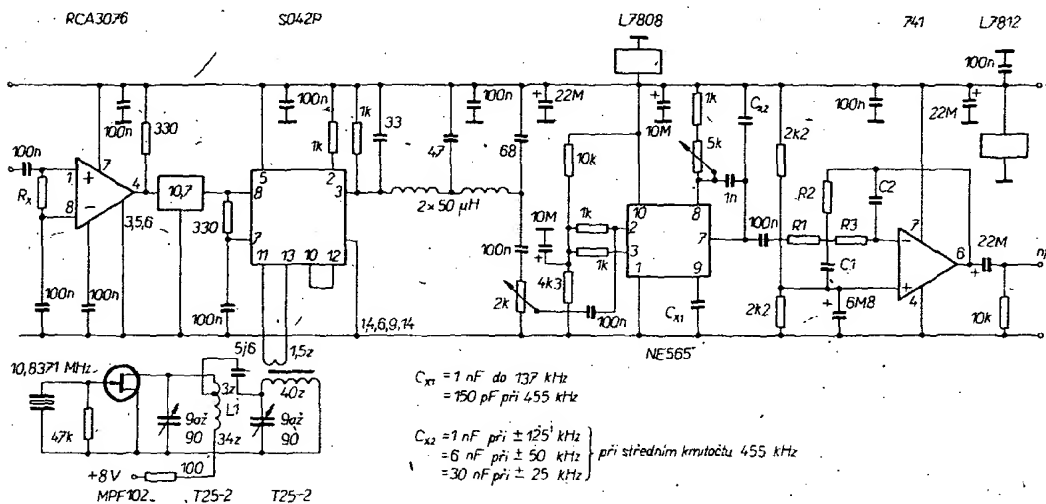 RCA3076 S042P L7808 741 L7812
100n
100n 330 100n 1k 1k 33 47 100n 68 22M 10M 1k 5k Cx2 2k2 100n 22M
100n
Rx 1 + 7 4 10,7 5 2 8 3 10k 10 8 1n R2 C2
8 − 3,5,6 330 7 2 × 50 µH 10M 1k 2 7 100n R1 R3 − 7
11 13 10 12 100n 1k 3 1 9 C1 + 6 22M
100n 100n 100n 2k 4k3 100n Cx1 2k2 6M8 4 10k
1,4,6,9,14
NE565
10,8371 MHz 5j6 1,5z
3z L1 40z
47k 9až 90 34z 9až 90
+8V 100
MPF102 T25-2 T25-2
Cx1 = 1 nF do 137 kHz
= 150 pF při 455 kHz
Cx2 = 1 nF při ± 125 kHz
= 6 nF při ± 50 kHz
= 30 nF při ± 25 kHz
při středním kmitočtu 455 kHz